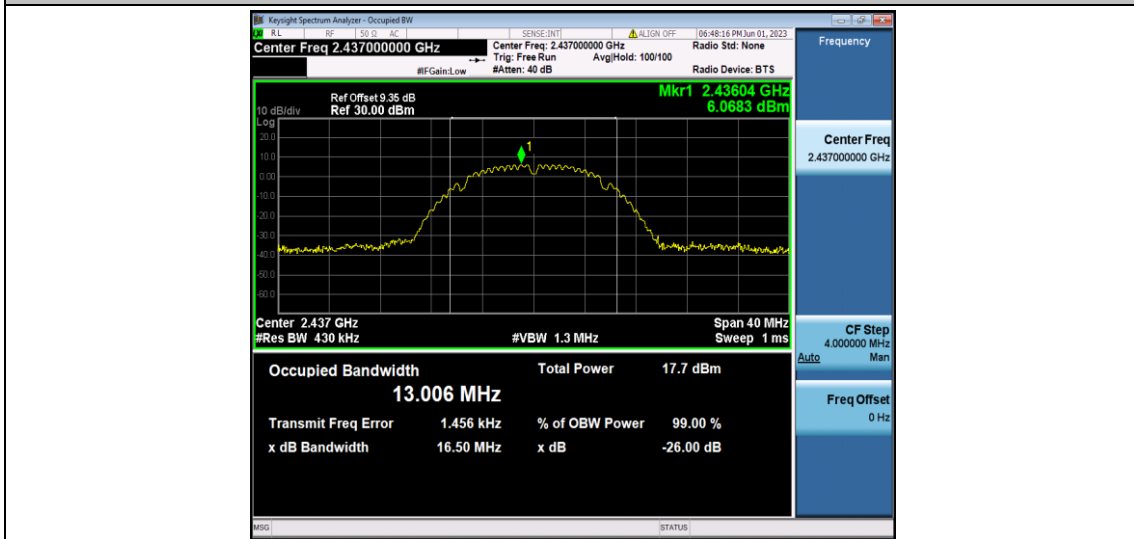 Keysight Spectrum Analyzer - Occupied BW
RL RF 50 Ω AC SENSE:INT ALIGN OFF 06:48:16 PM Jun 01, 2023
Center Freq 2.437000000 GHz Center Freq: 2.437000000 GHz Radio Std: None Frequency
Trig: Free Run Avg|Hold: 100/100
#IFGain:Low #Atten: 40 dB Radio Device: BTS
Mkr1 2.43604 GHz
Ref Offset 9.35 dB 6.0683 dBm
10 dB/div Ref 30.00 dBm
Log
20.0
1
10.0
0.00
-10.0
-20.0
-30.0
-40.0
-50.0
-60.0
Center Freq
2.437000000 GHz
Center 2.437 GHz Span 40 MHz
#Res BW 430 kHz #VBW 1.3 MHz Sweep 1 ms
CF Step
4.000000 MHz
Auto Man
Occupied Bandwidth Total Power 17.7 dBm
13.006 MHz
Transmit Freq Error 1.456 kHz % of OBW Power 99.00 %
x dB Bandwidth 16.50 MHz x dB -26.00 dB
Freq Offset
0 Hz
MSG STATUS